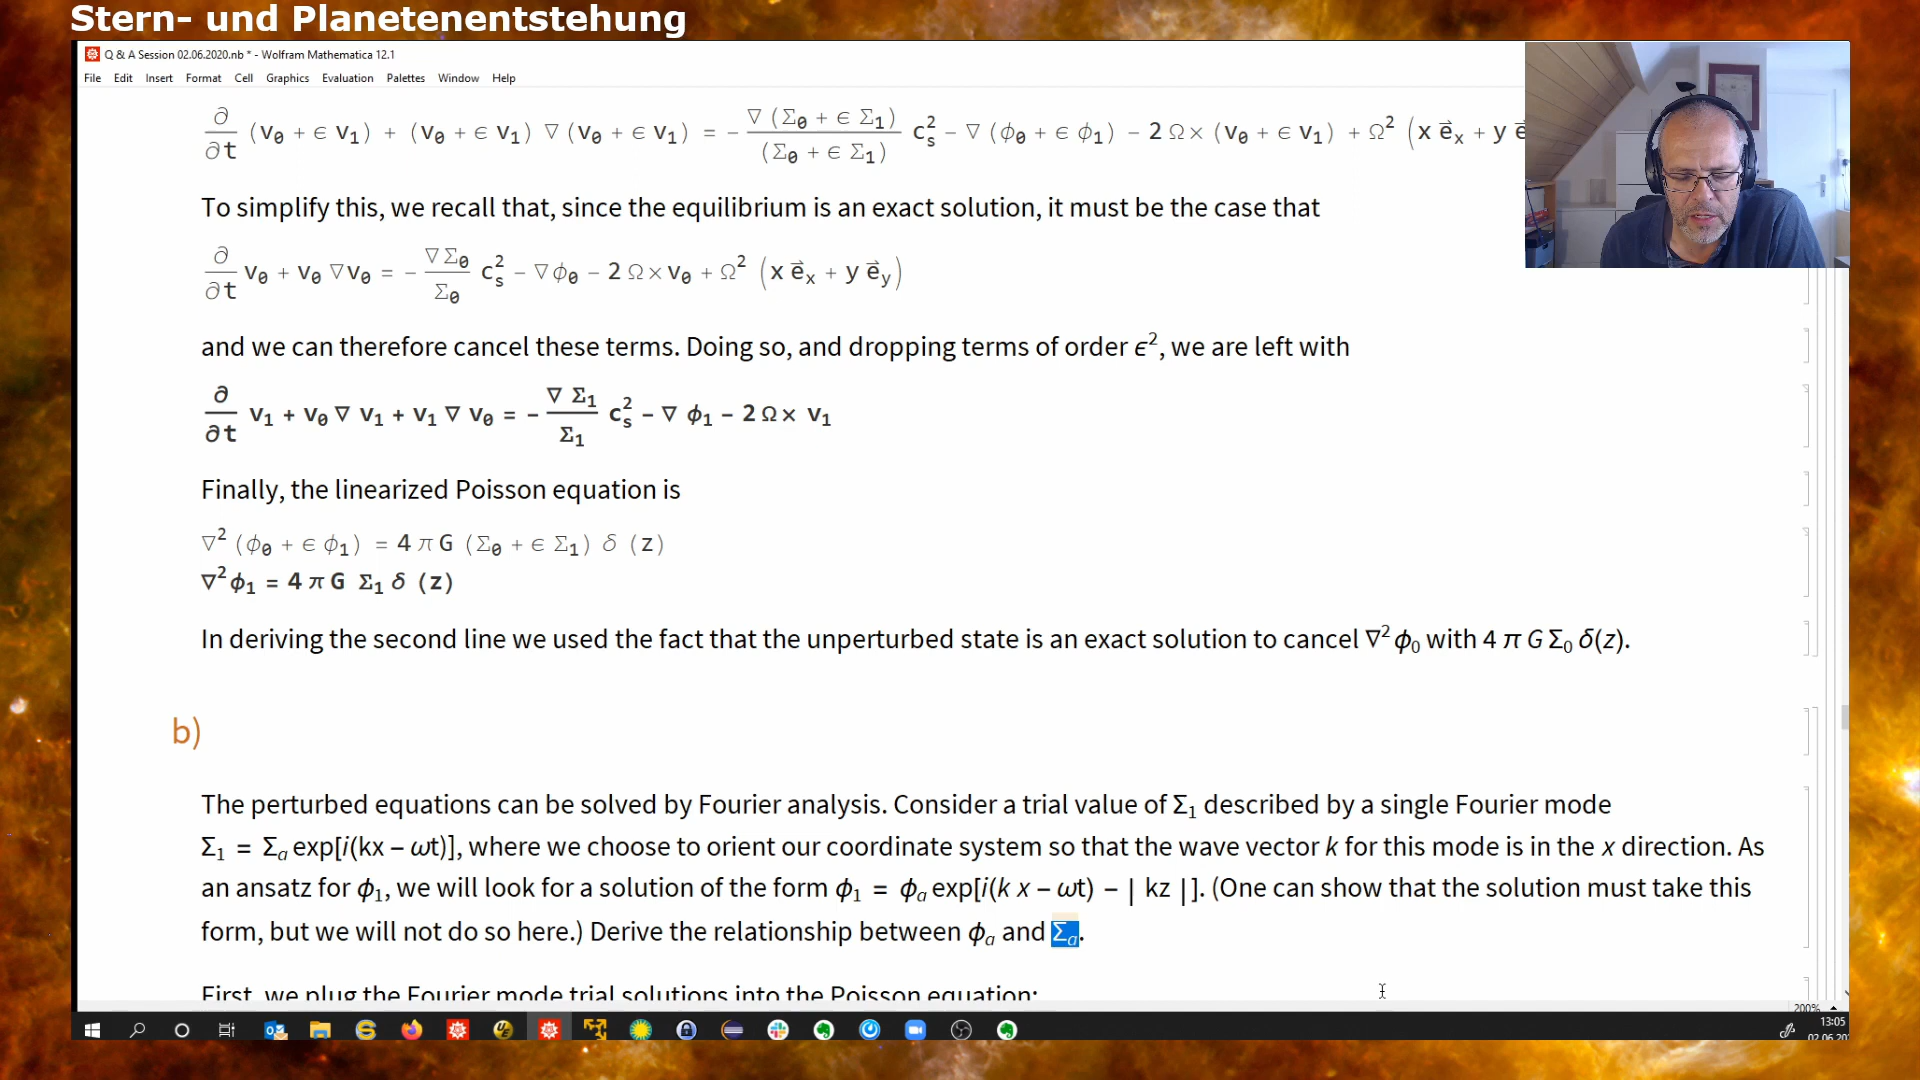 Stern- und Planetenentstehung
Q & A Session 02.06.2020.nb * - Wolfram Mathematica 12.1
File Edit Insert Format Cell Graphics Evaluation Palettes Window Help
∂/∂t (v₀ + ∈ v₁) + (v₀ + ∈ v₁) ∇ (v₀ + ∈ v₁) = - ∇ (Σ₀ + ∈ Σ₁)/(Σ₀ + ∈ Σ₁) c_s² - ∇ (ϕ₀ + ∈ ϕ₁) - 2 Ω × (v₀ + ∈ v₁) + Ω² (x e⃗_x + y e⃗
To simplify this, we recall that, since the equilibrium is an exact solution, it must be the case that
∂/∂t v₀ + v₀ ∇v₀ = - ∇Σ₀/Σ₀ c_s² - ∇ϕ₀ - 2 Ω × v₀ + Ω² (x e⃗_x + y e⃗_y)
and we can therefore cancel these terms. Doing so, and dropping terms of order ϵ², we are left with
∂/∂t v₁ + v₀ ∇ v₁ + v₁ ∇ v₀ = - ∇ Σ₁/Σ₁ c_s² - ∇ ϕ₁ - 2 Ω × v₁
Finally, the linearized Poisson equation is
∇² (ϕ₀ + ∈ ϕ₁) = 4 π G (Σ₀ + ∈ Σ₁) δ (z)
∇² ϕ₁ = 4 π G Σ₁ δ (z)
In deriving the second line we used the fact that the unperturbed state is an exact solution to cancel ∇² ϕ₀ with 4 π G Σ₀ δ(z).
b)
The perturbed equations can be solved by Fourier analysis. Consider a trial value of Σ₁ described by a single Fourier mode
Σ₁ = Σₐ exp[i(kx – ωt)], where we choose to orient our coordinate system so that the wave vector k for this mode is in the x direction. As
an ansatz for ϕ₁, we will look for a solution of the form ϕ₁ = ϕₐ exp[i(k x – ωt) – | kz |]. (One can show that the solution must take this
form, but we will not do so here.) Derive the relationship between ϕₐ and Σₐ.
First, we plug the Fourier mode trial solutions into the Poisson equation:
200%
13:05